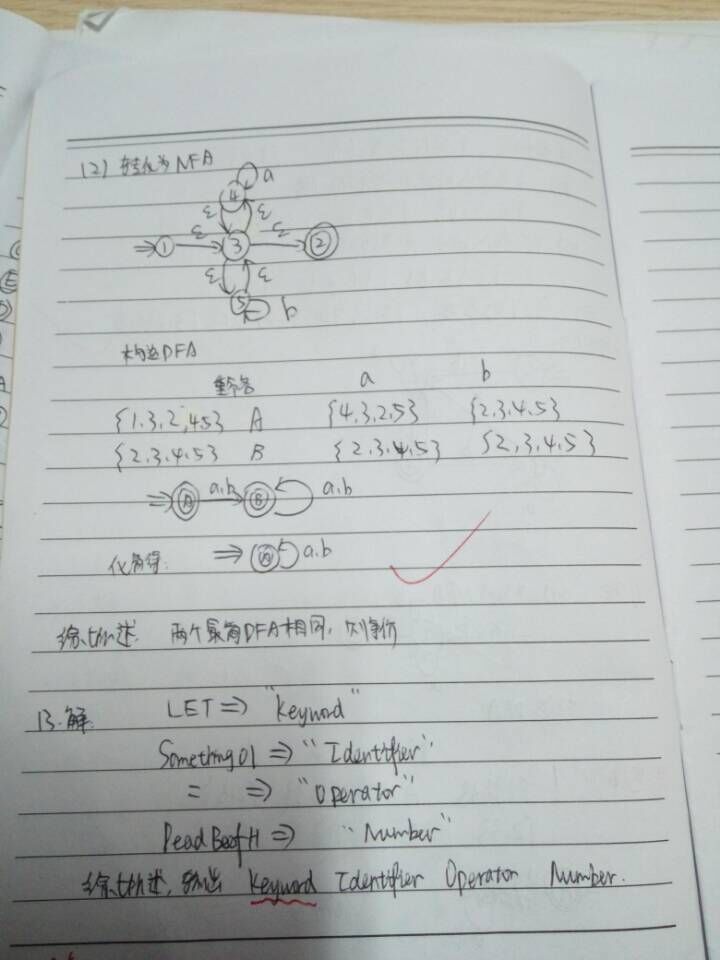 (2) 转化为NFA
a
4
ε ε
ε ε
1 3 2
ε ε
5 b
构造DFA
重命名 a b
{1.3.2,4.5} A {4.3.2.5} {2.3.4.5}
{2.3.4.5} B {2.3.4.5} {2,3.4.5}
A a.b B a.b
化简得: a.b
综上所述. 两个最简DFA相同,则等价
13.解. LET => "Keyword"
Something01 => "Identifier"
= => "Operator"
DeadBeefH => "Number"
综上所述,输出 Keyword Identifier Operator Number.